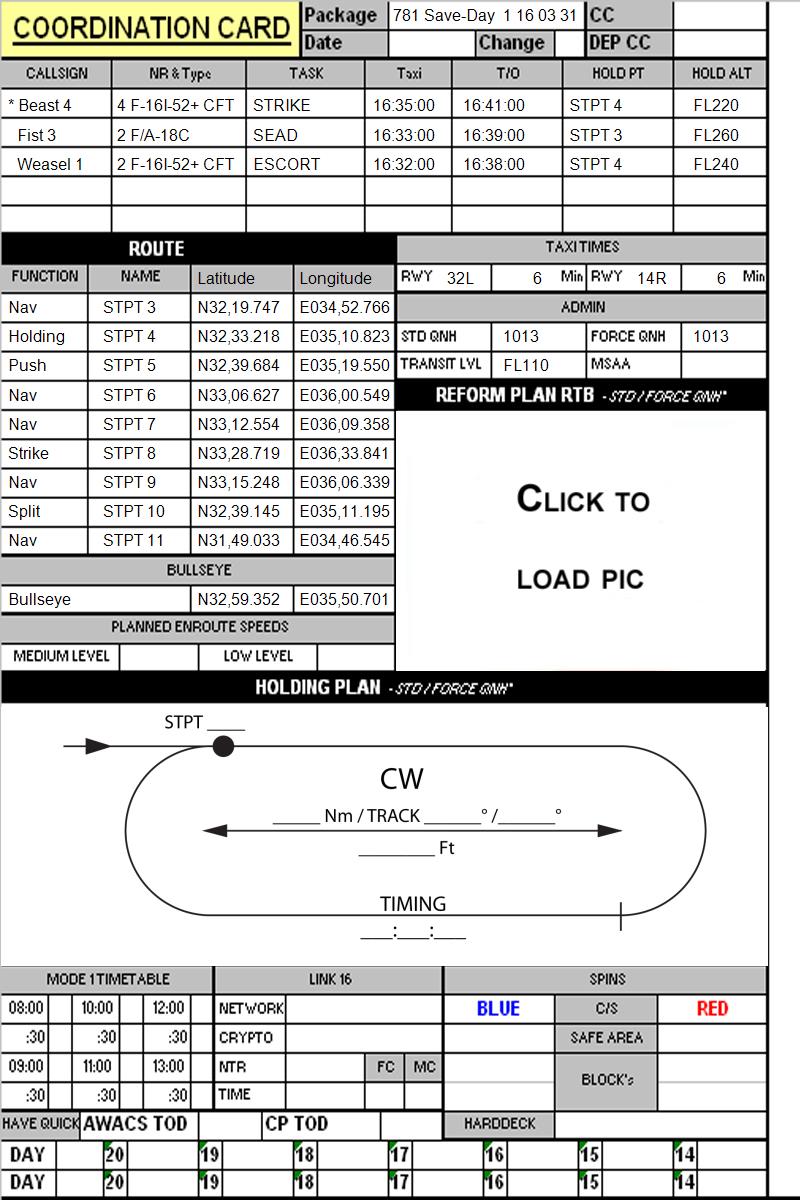 COORDINATION CARD
Package 781 Save-Day 1 16 03 31 CC
Date Change DEP CC
CALLSIGN NR & Type TASK Taxi T/O HOLD PT HOLD ALT
* Beast 4 4 F-16I-52+ CFT STRIKE 16:35:00 16:41:00 STPT 4 FL220
Fist 3 2 F/A-18C SEAD 16:33:00 16:39:00 STPT 3 FL260
Weasel 1 2 F-16I-52+ CFT ESCORT 16:32:00 16:38:00 STPT 4 FL240
ROUTE
FUNCTION NAME Latitude Longitude
Nav STPT 3 N32,19.747 E034,52.766
Holding STPT 4 N32,33.218 E035,10.823
Push STPT 5 N32,39.684 E035,19.550
Nav STPT 6 N33,06.627 E036,00.549
Nav STPT 7 N33,12.554 E036,09.358
Strike STPT 8 N33,28.719 E036,33.841
Nav STPT 9 N33,15.248 E036,06.339
Split STPT 10 N32,39.145 E035,11.195
Nav STPT 11 N31,49.033 E034,46.545
BULLSEYE
Bullseye N32,59.352 E035,50.701
PLANNED ENROUTE SPEEDS
MEDIUM LEVEL LOW LEVEL
TAXI TIMES
RWY 32L 6 Min RWY 14R 6 Min
ADMIN
STD QNH 1013 FORCE QNH 1013
TRANSIT LVL FL110 MSAA
REFORM PLAN RTB - STD / FORCE QNH"
CLICK TO
LOAD PIC
HOLDING PLAN - STD / FORCE QNH"
STPT ____
CW
_____ Nm / TRACK ______° /______°
________ Ft
TIMING
___:___:___
MODE 1 TIMETABLE LINK 16 SPINS
08:00 10:00 12:00 NETWORK BLUE C/S RED
:30 :30 :30 CRYPTO SAFE AREA
09:00 11:00 13:00 NTR FC MC BLOCK's
:30 :30 :30 TIME
HAVE QUICK AWACS TOD CP TOD HARDDECK
DAY 20 19 18 17 16 15 14
DAY 20 19 18 17 16 15 14